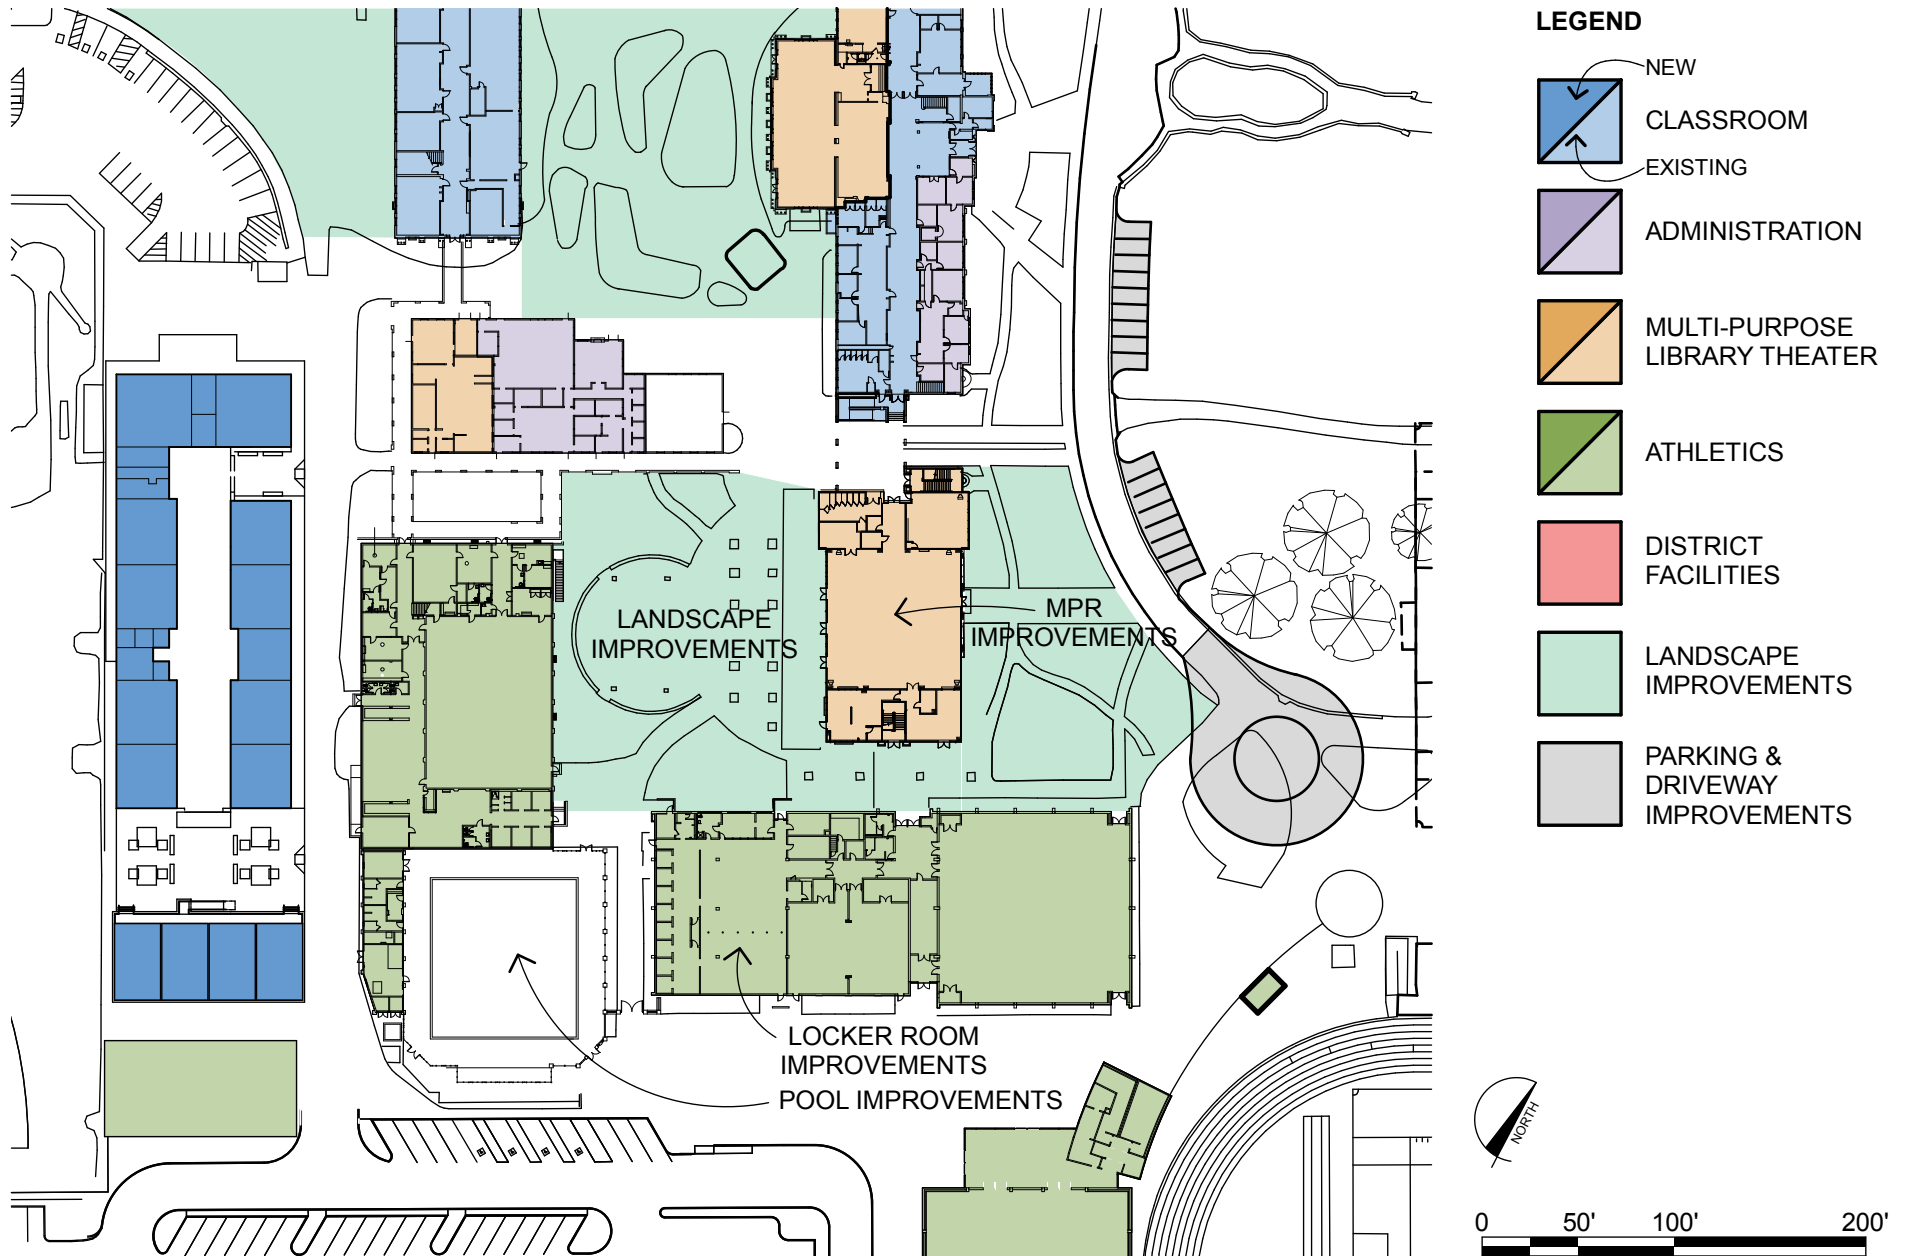 LEGEND
NEW
CLASSROOM
EXISTING
ADMINISTRATION
MULTI-PURPOSE
LIBRARY THEATER
ATHLETICS
DISTRICT
FACILITIES
LANDSCAPE
IMPROVEMENTS
PARKING &
DRIVEWAY
IMPROVEMENTS
LANDSCAPE
IMPROVEMENTS
MPR
IMPROVEMENTS
LOCKER ROOM
IMPROVEMENTS
POOL IMPROVEMENTS
NORTH
0 50' 100' 200'